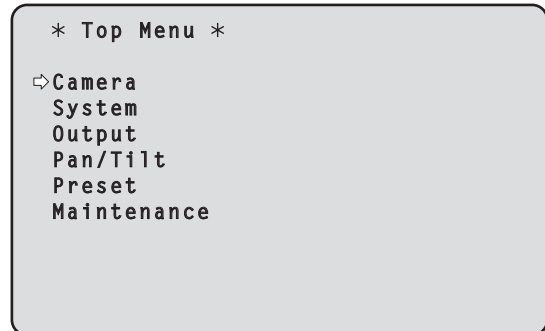 * Top Menu *
⇨Camera
System
Output
Pan/Tilt
Preset
Maintenance